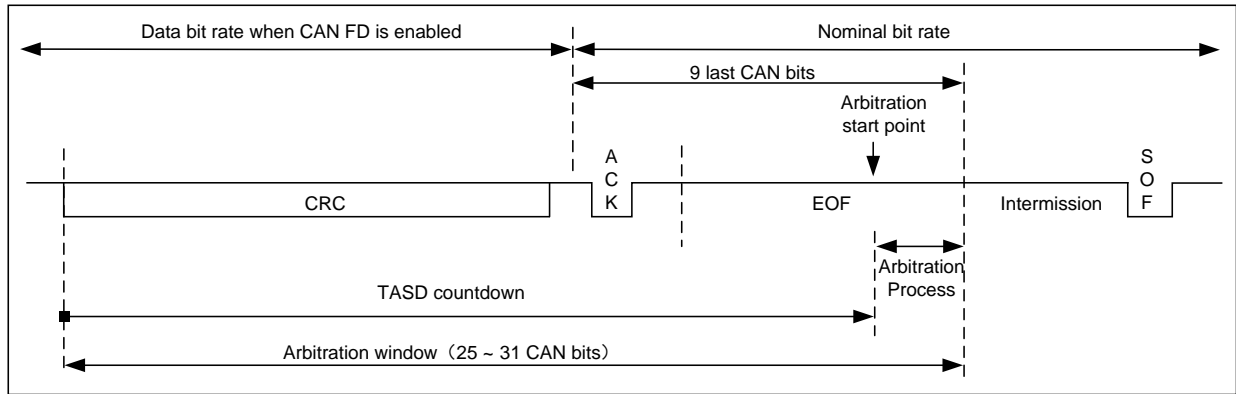 Data bit rate when CAN FD is enabled
Nominal bit rate
9 last CAN bits
Arbitration
start point
A
C
K
S
O
F
CRC
EOF
Intermission
Arbitration
Process
TASD countdown
Arbitration window（25 ~ 31 CAN bits）